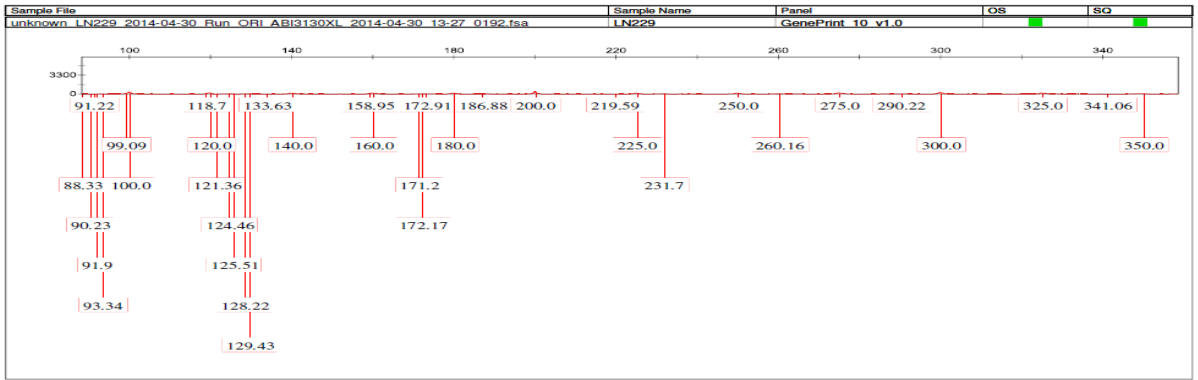 Sample File Sample Name Panel OS SQ
unknown_LN229_2014-04-30_Run_ORI_ABI3130XL_2014-04-30_13-27_0192.fsa LN229 GenePrint_10_v1.0
100 140 180 220 260 300 340
3300
0
91.22 118.7 133.63 158.95 172.91 186.88 200.0 219.59 250.0 275.0 290.22 325.0 341.06
99.09 120.0 140.0 160.0 180.0 225.0 260.16 300.0 350.0
88.33 100.0 121.36 171.2 231.7
90.23 124.46 172.17
91.9 125.51
93.34 128.22
129.43